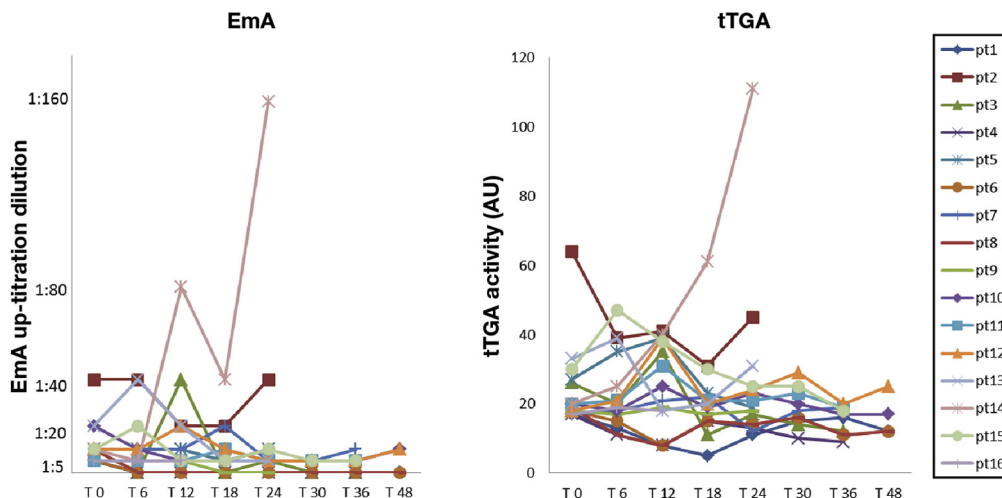 EmA
tTGA
EmA up-titration dilution
1:160
1:80
1:40
1:20
1:5
T 0 T 6 T 12 T 18 T 24 T 30 T 36 T 48
tTGA activity (AU)
120
100
80
60
40
20
0
T 0 T 6 T 12 T 18 T 24 T 30 T 36 T 48
pt1
pt2
pt3
pt4
pt5
pt6
pt7
pt8
pt9
pt10
pt11
pt12
pt13
pt14
pt15
pt16